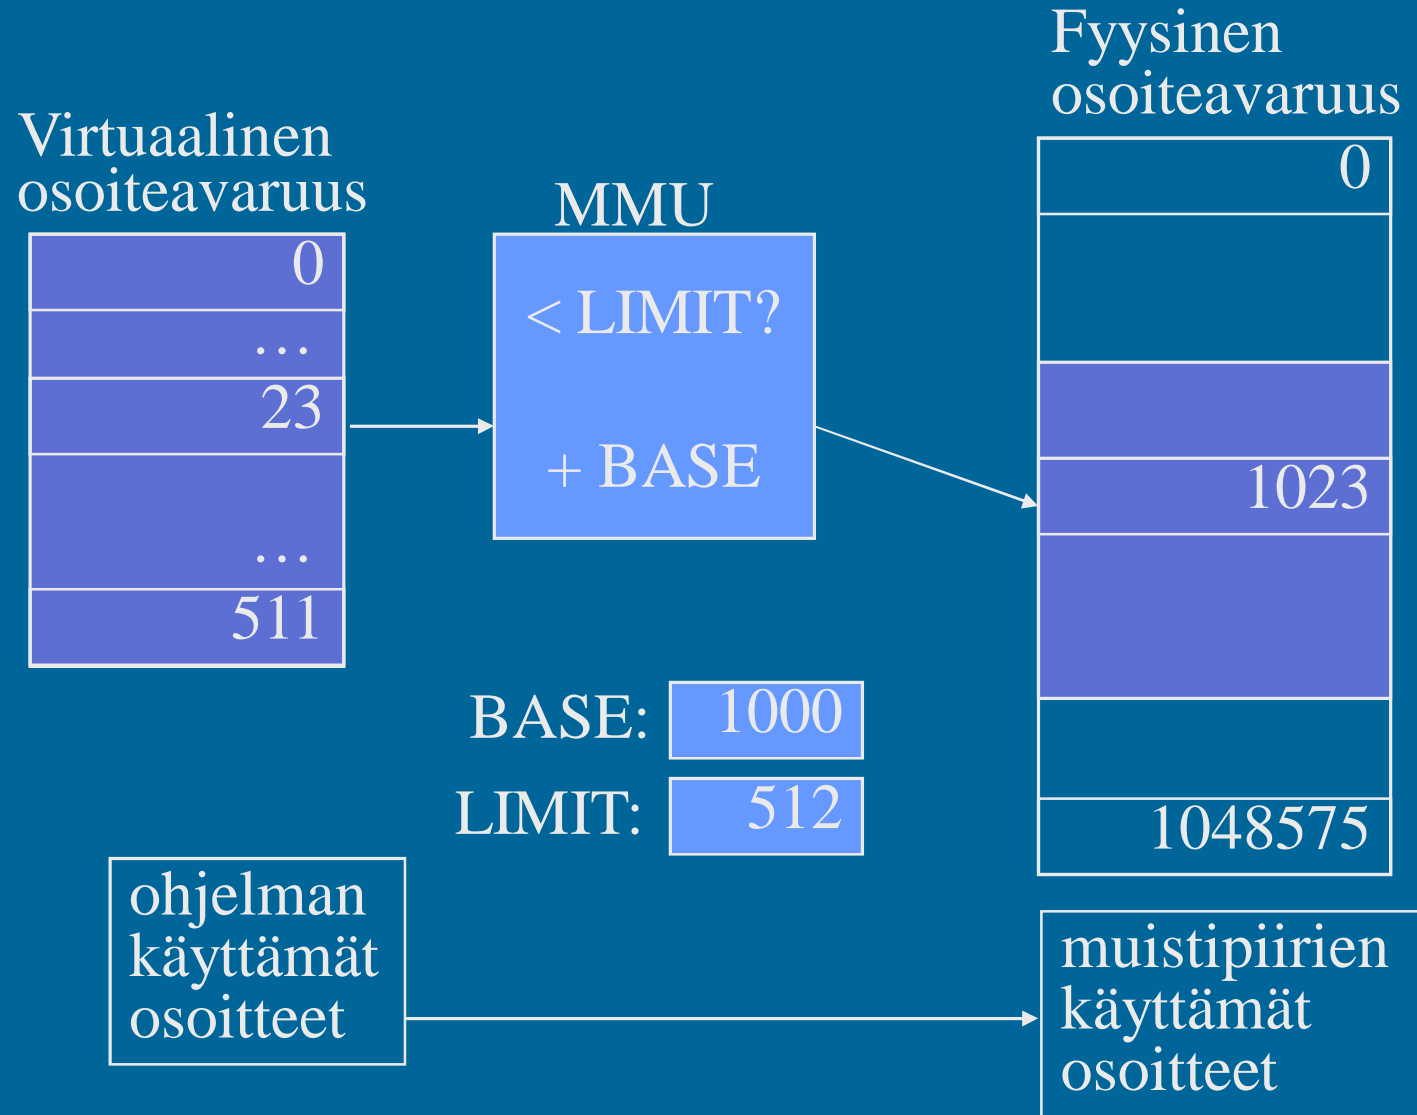 Virtuaalinen
osoiteavaruus
0
…
23
…
511
MMU
< LIMIT?
+ BASE
BASE: 1000
LIMIT: 512
Fyysinen
osoiteavaruus
0
1023
1048575
ohjelman
käyttämät
osoitteet
muistipiirien
käyttämät
osoitteet